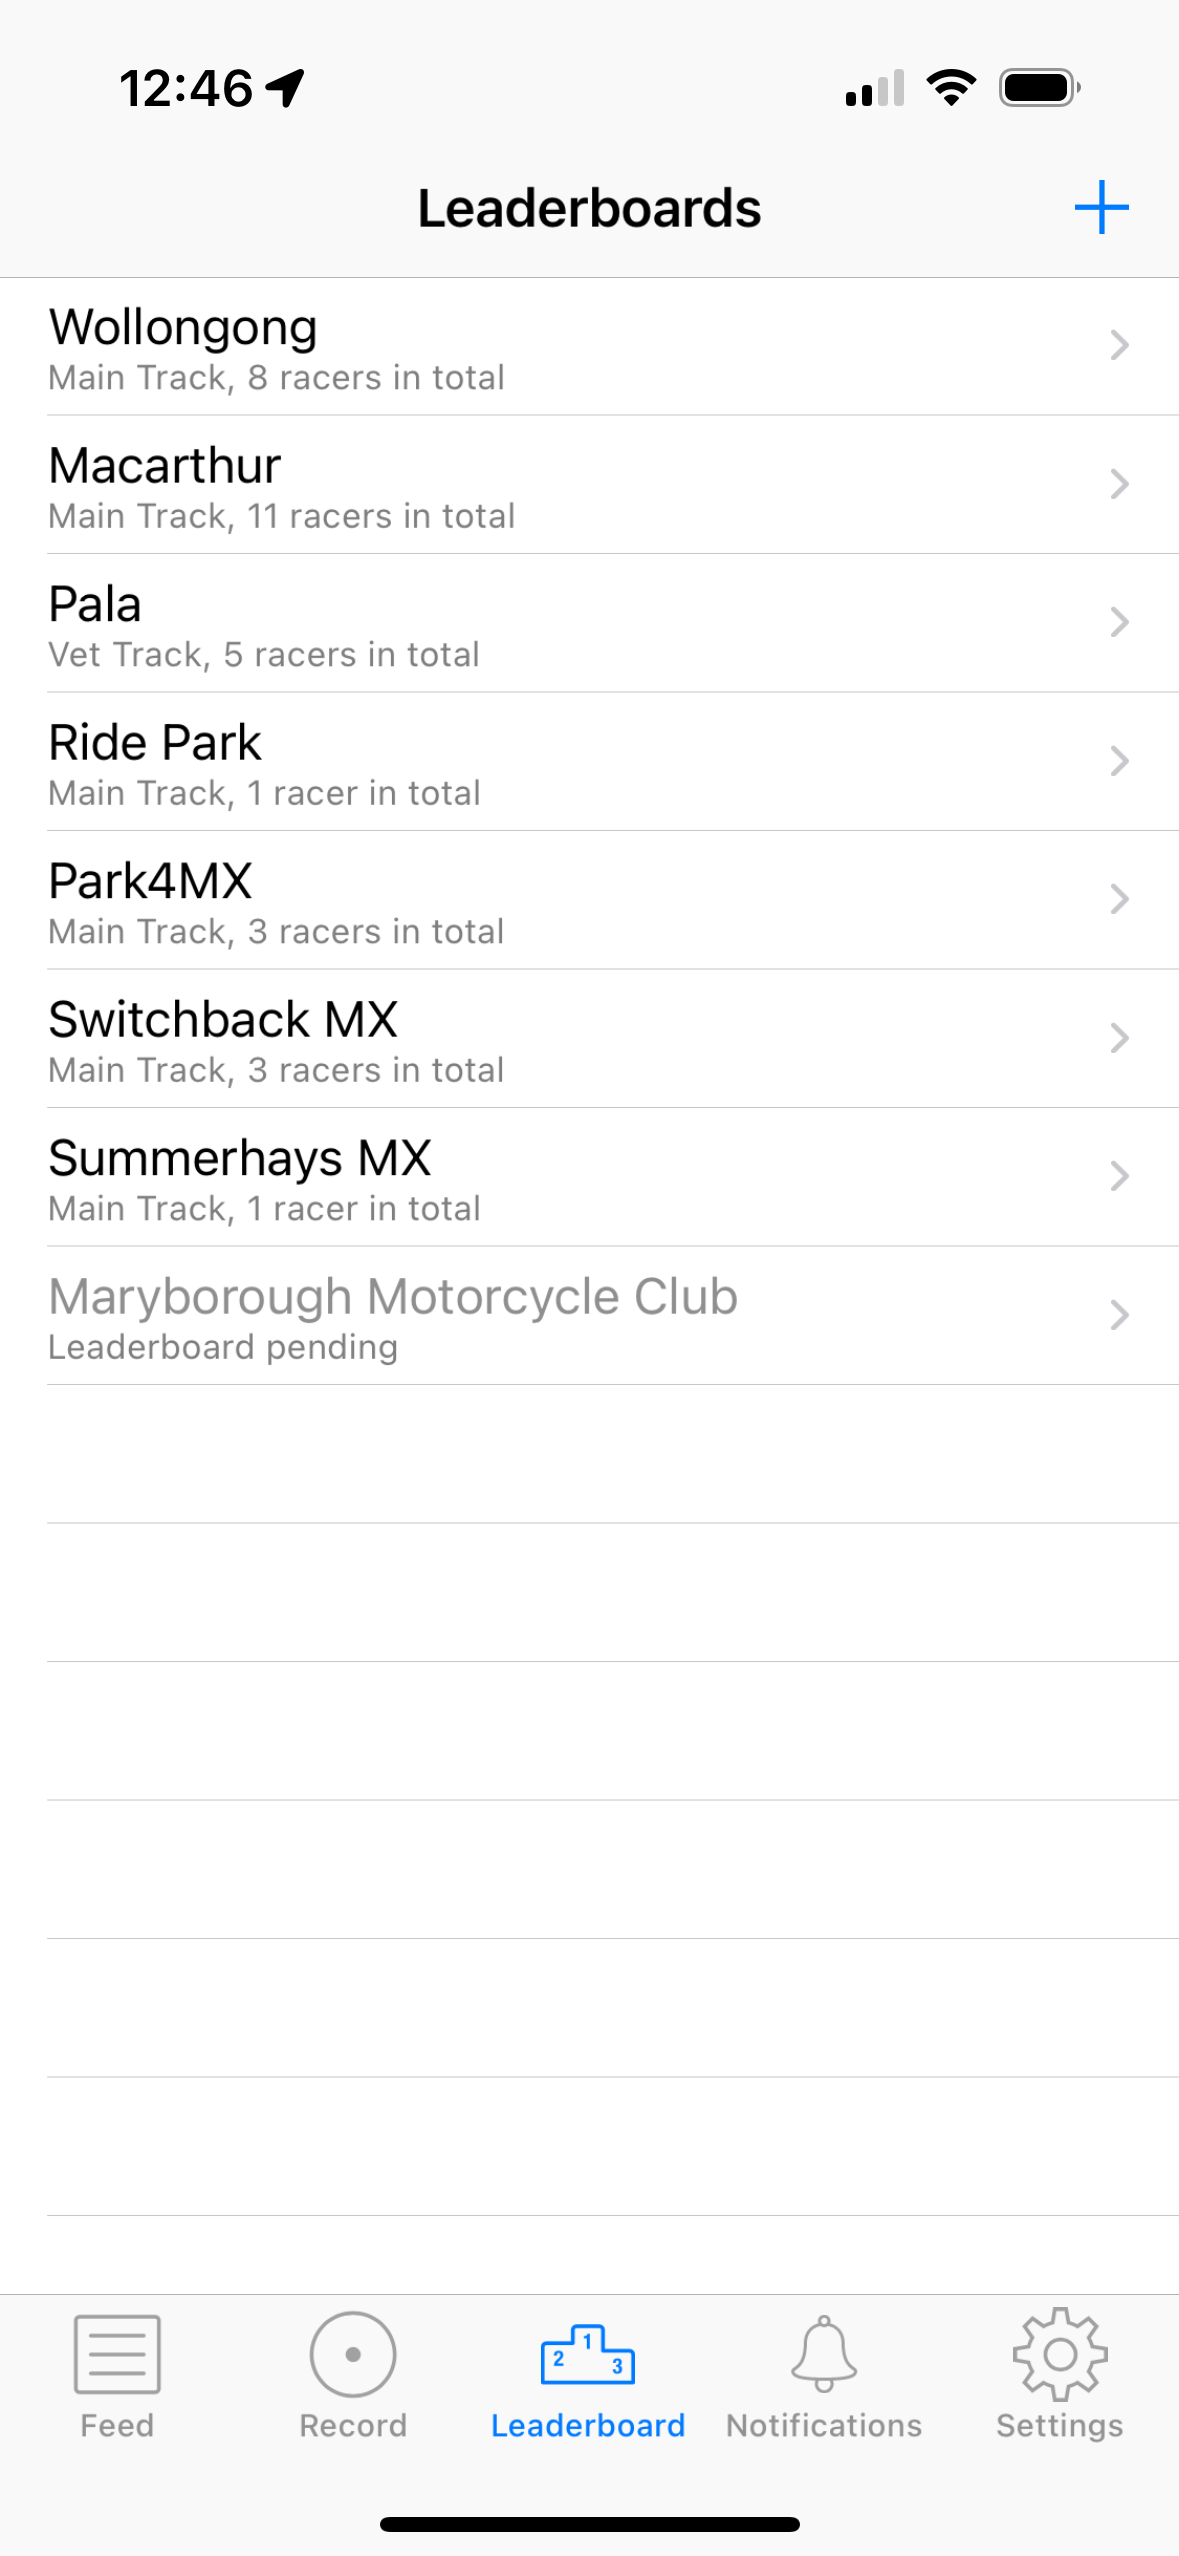 12:46
Leaderboards
Wollongong
Main Track, 8 racers in total
Macarthur
Main Track, 11 racers in total
Pala
Vet Track, 5 racers in total
Ride Park
Main Track, 1 racer in total
Park4MX
Main Track, 3 racers in total
Switchback MX
Main Track, 3 racers in total
Summerhays MX
Main Track, 1 racer in total
Maryborough Motorcycle Club
Leaderboard pending
2 1 3
Feed Record Leaderboard Notifications Settings